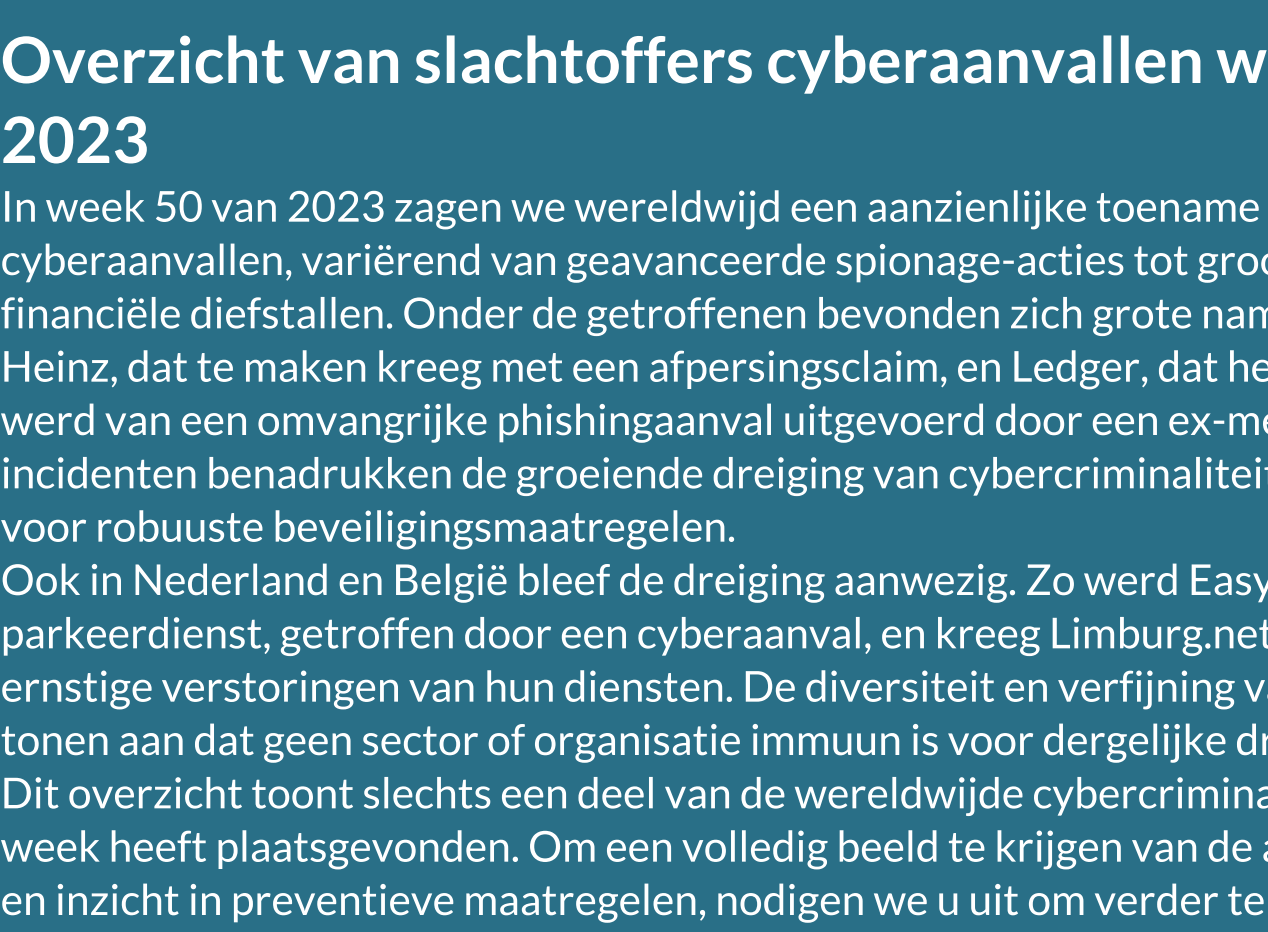 Overzicht van slachtoffers cyberaanvallen w
2023
In week 50 van 2023 zagen we wereldwijd een aanzienlijke toename
cyberaanvallen, variërend van geavanceerde spionage-acties tot groo
financiële diefstallen. Onder de getroffenen bevonden zich grote nam
Heinz, dat te maken kreeg met een afpersingsclaim, en Ledger, dat he
werd van een omvangrijke phishingaanval uitgevoerd door een ex-me
incidenten benadrukken de groeiende dreiging van cybercriminaliteit
voor robuuste beveiligingsmaatregelen.
Ook in Nederland en België bleef de dreiging aanwezig. Zo werd Easy
parkeerdienst, getroffen door een cyberaanval, en kreeg Limburg.net
ernstige verstoringen van hun diensten. De diversiteit en verfijning va
tonen aan dat geen sector of organisatie immuun is voor dergelijke dr
Dit overzicht toont slechts een deel van de wereldwijde cybercrimina
week heeft plaatsgevonden. Om een volledig beeld te krijgen van de a
en inzicht in preventieve maatregelen, nodigen we u uit om verder te